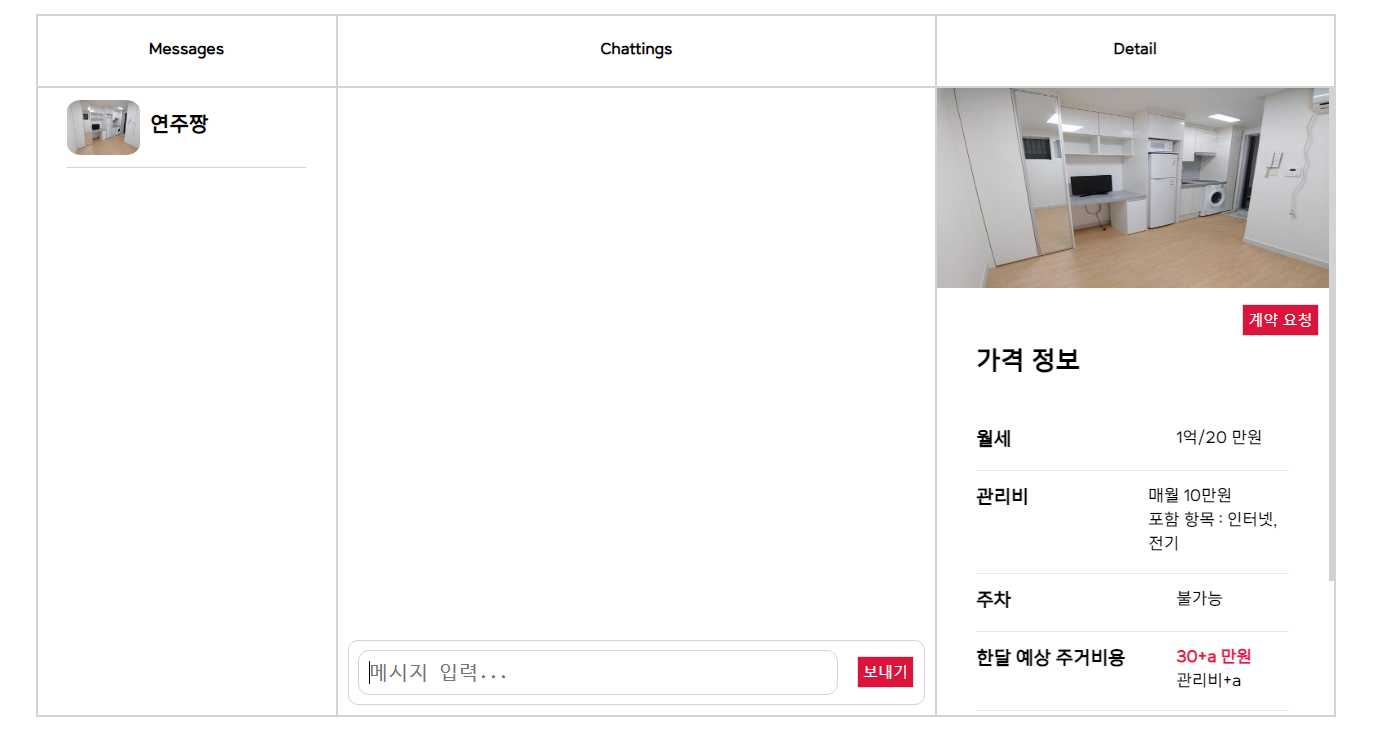 Messages
Chattings
Detail
연주짱
메시지 입력...
보내기
계약 요청
가격 정보
월세
1억/20 만원
관리비
매월 10만원
포함 항목 : 인터넷,
전기
주차
불가능
한달 예상 주거비용
30+a 만원
관리비+a